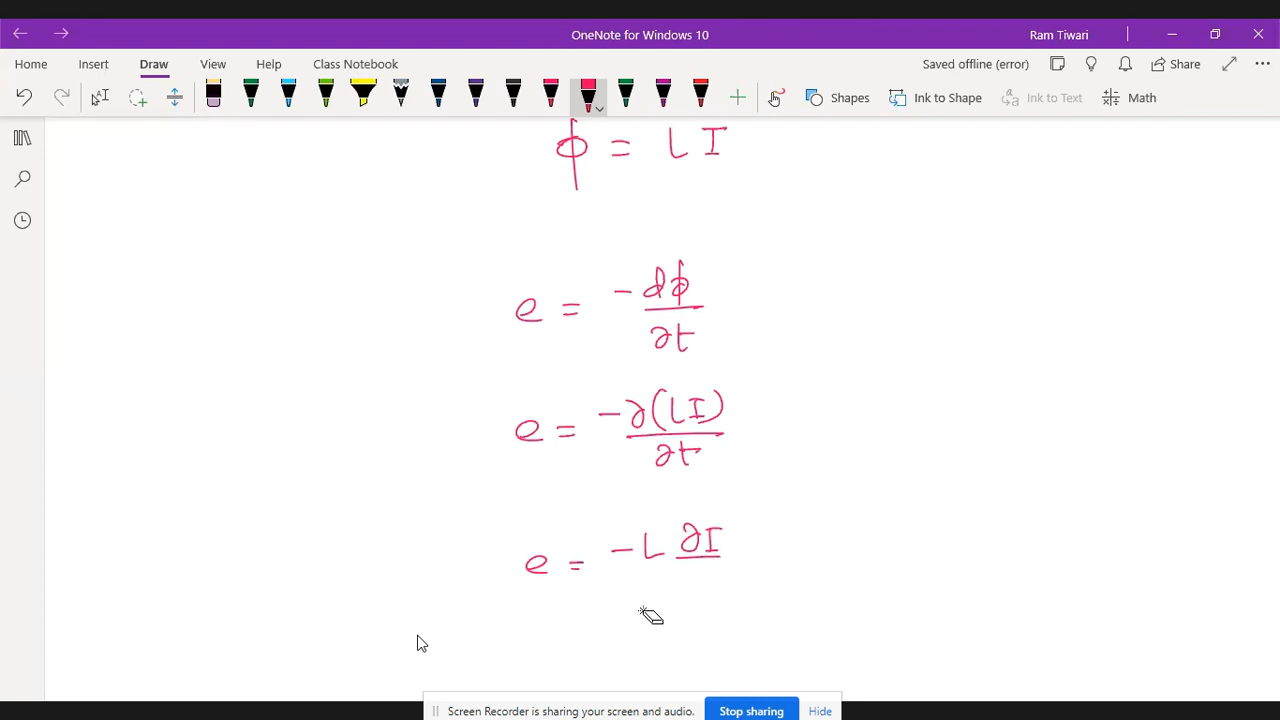 OneNote for Windows 10
Ram Tiwari
Home Insert Draw View Help Class Notebook
Saved offline (error) Share
Shapes Ink to Shape Ink to Text Math
ϕ = L I
e = -dϕ/∂t
e = -∂(LI)/∂t
e = -L ∂I
Screen Recorder is sharing your screen and audio. Stop sharing Hide